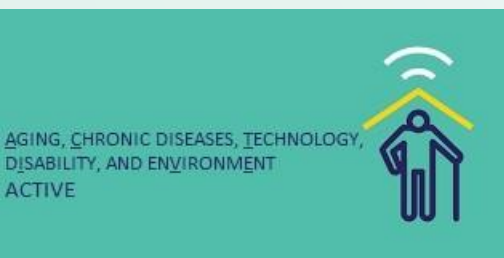 AGING, CHRONIC DISEASES, TECHNOLOGY,
DISABILITY, AND ENVIRONMENT
ACTIVE